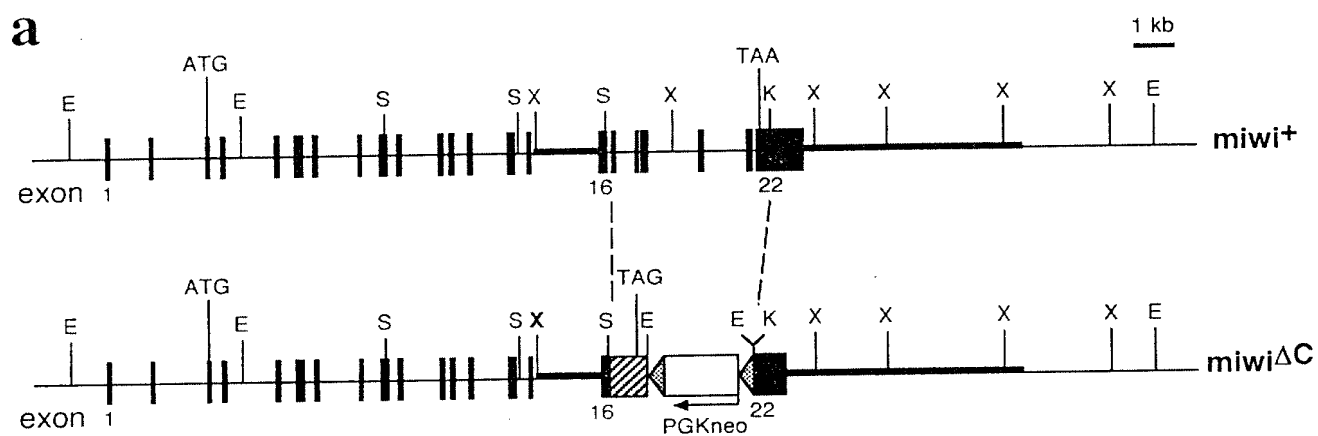 a
1 kb
ATG TAA
E E S S X S X K X X X X E
miwi+
exon 1 16 22
ATG TAG
E E S S X S E E K X X X X E
miwiΔC
exon 1 16 22
PGKneo